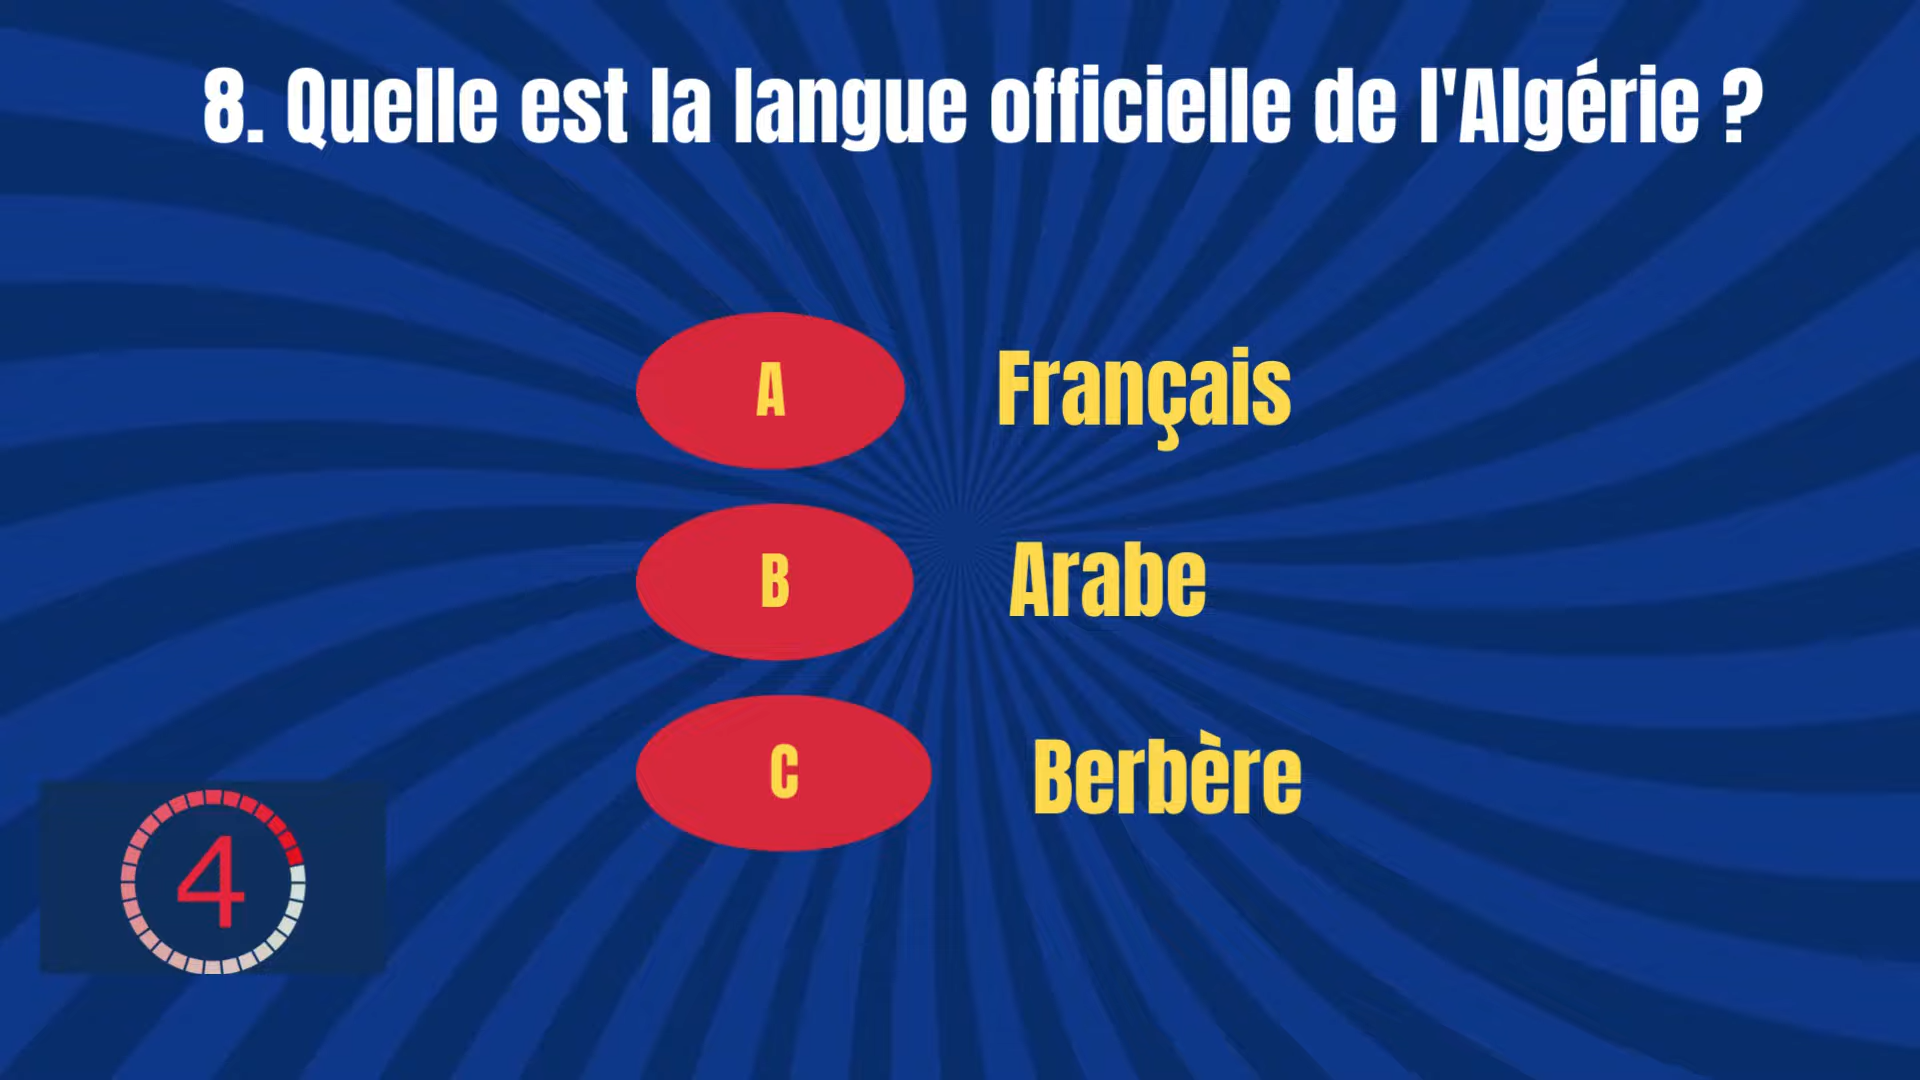 8. Quelle est la langue officielle de l'Algérie ?
A Français
B Arabe
C Berbère
4